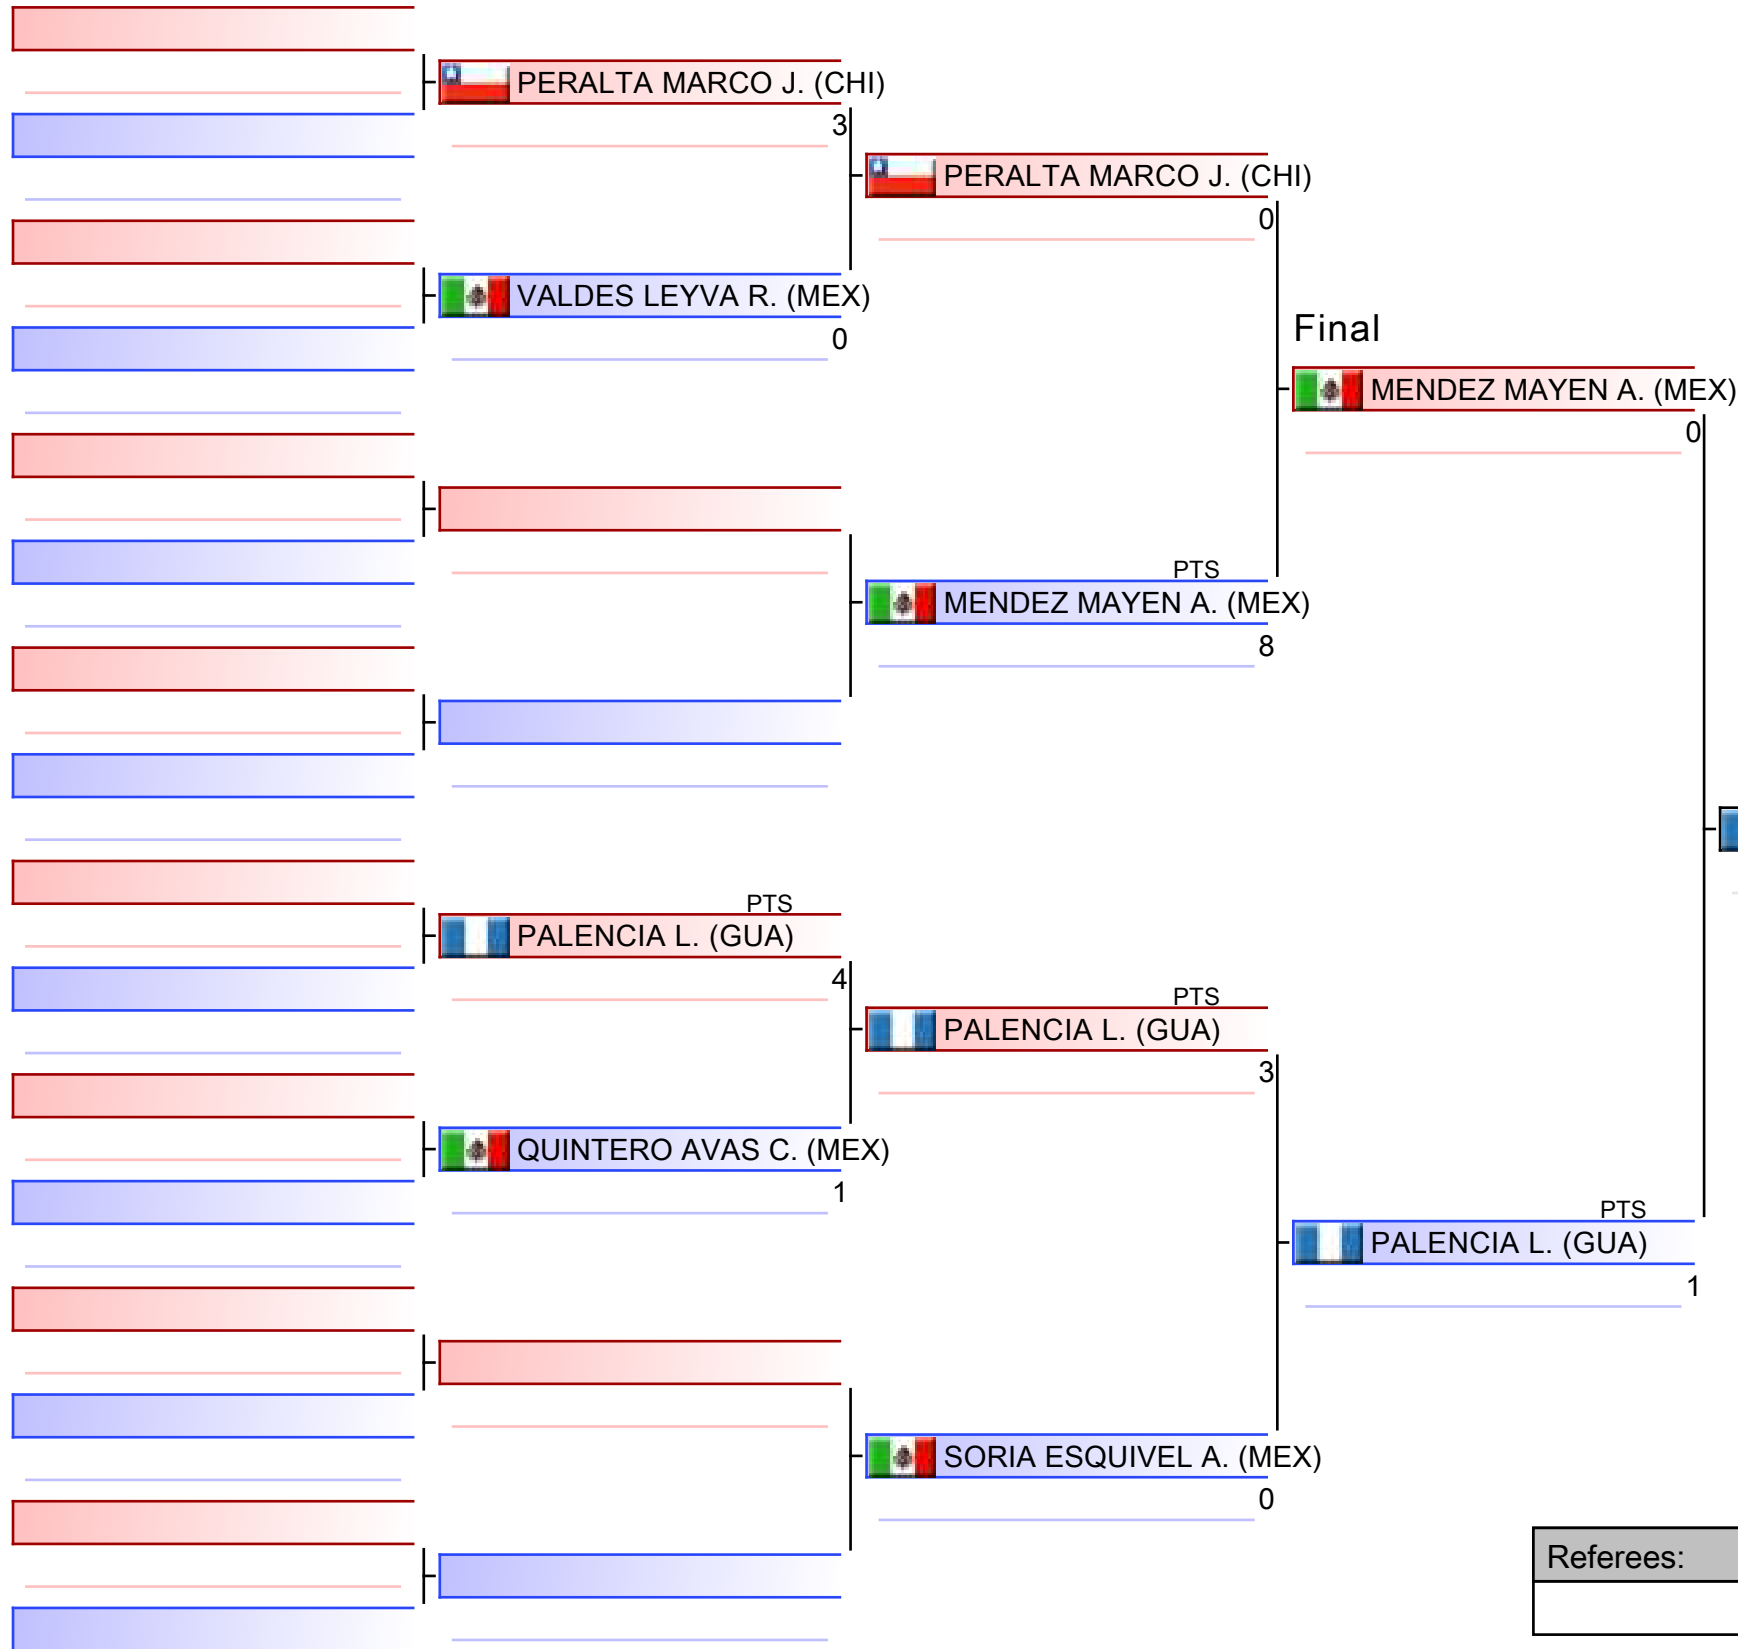 PERALTA MARCO J. (CHI)
3
PERALTA MARCO J. (CHI)
0
VALDES LEYVA R. (MEX)
0
Final
MENDEZ MAYEN A. (MEX)
0
PTS
MENDEZ MAYEN A. (MEX)
8
PTS
PALENCIA L. (GUA)
4
PTS
PALENCIA L. (GUA)
3
QUINTERO AVAS C. (MEX)
1
PTS
PALENCIA L. (GUA)
1
SORIA ESQUIVEL A. (MEX)
0
Referees: